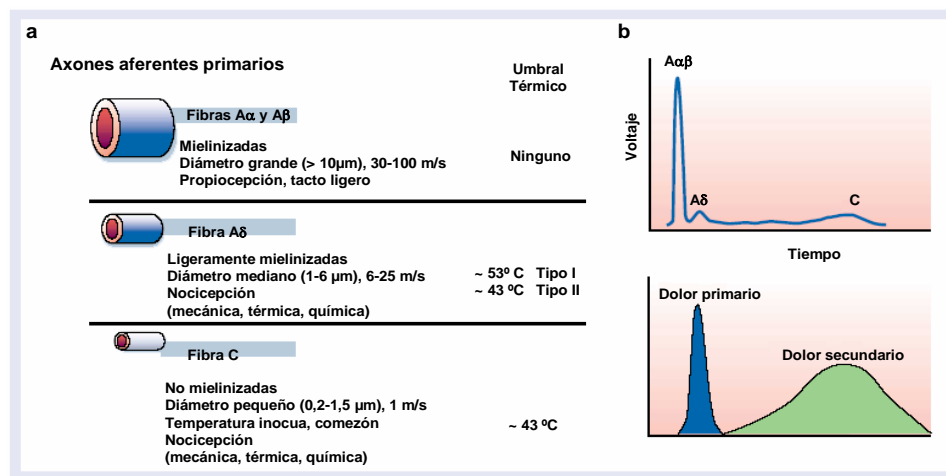 a
Axones aferentes primarios
Umbral
Térmico
Fibras Aα y Aβ
Mielinizadas
Diámetro grande (> 10µm), 30-100 m/s
Propiocepción, tacto ligero
Ninguno
Fibra Aδ
Ligeramente mielinizadas
Diámetro mediano (1-6 µm), 6-25 m/s
Nocicepción
(mecánica, térmica, química)
~ 53º C Tipo I
~ 43 ºC Tipo II
Fibra C
No mielinizadas
Diámetro pequeño (0,2-1,5 µm), 1 m/s
Temperatura inocua, comezón
Nocicepción
(mecánica, térmica, química)
~ 43 ºC
b
Aαβ
Voltaje
Aδ
C
Tiempo
Dolor primario
Dolor secundario